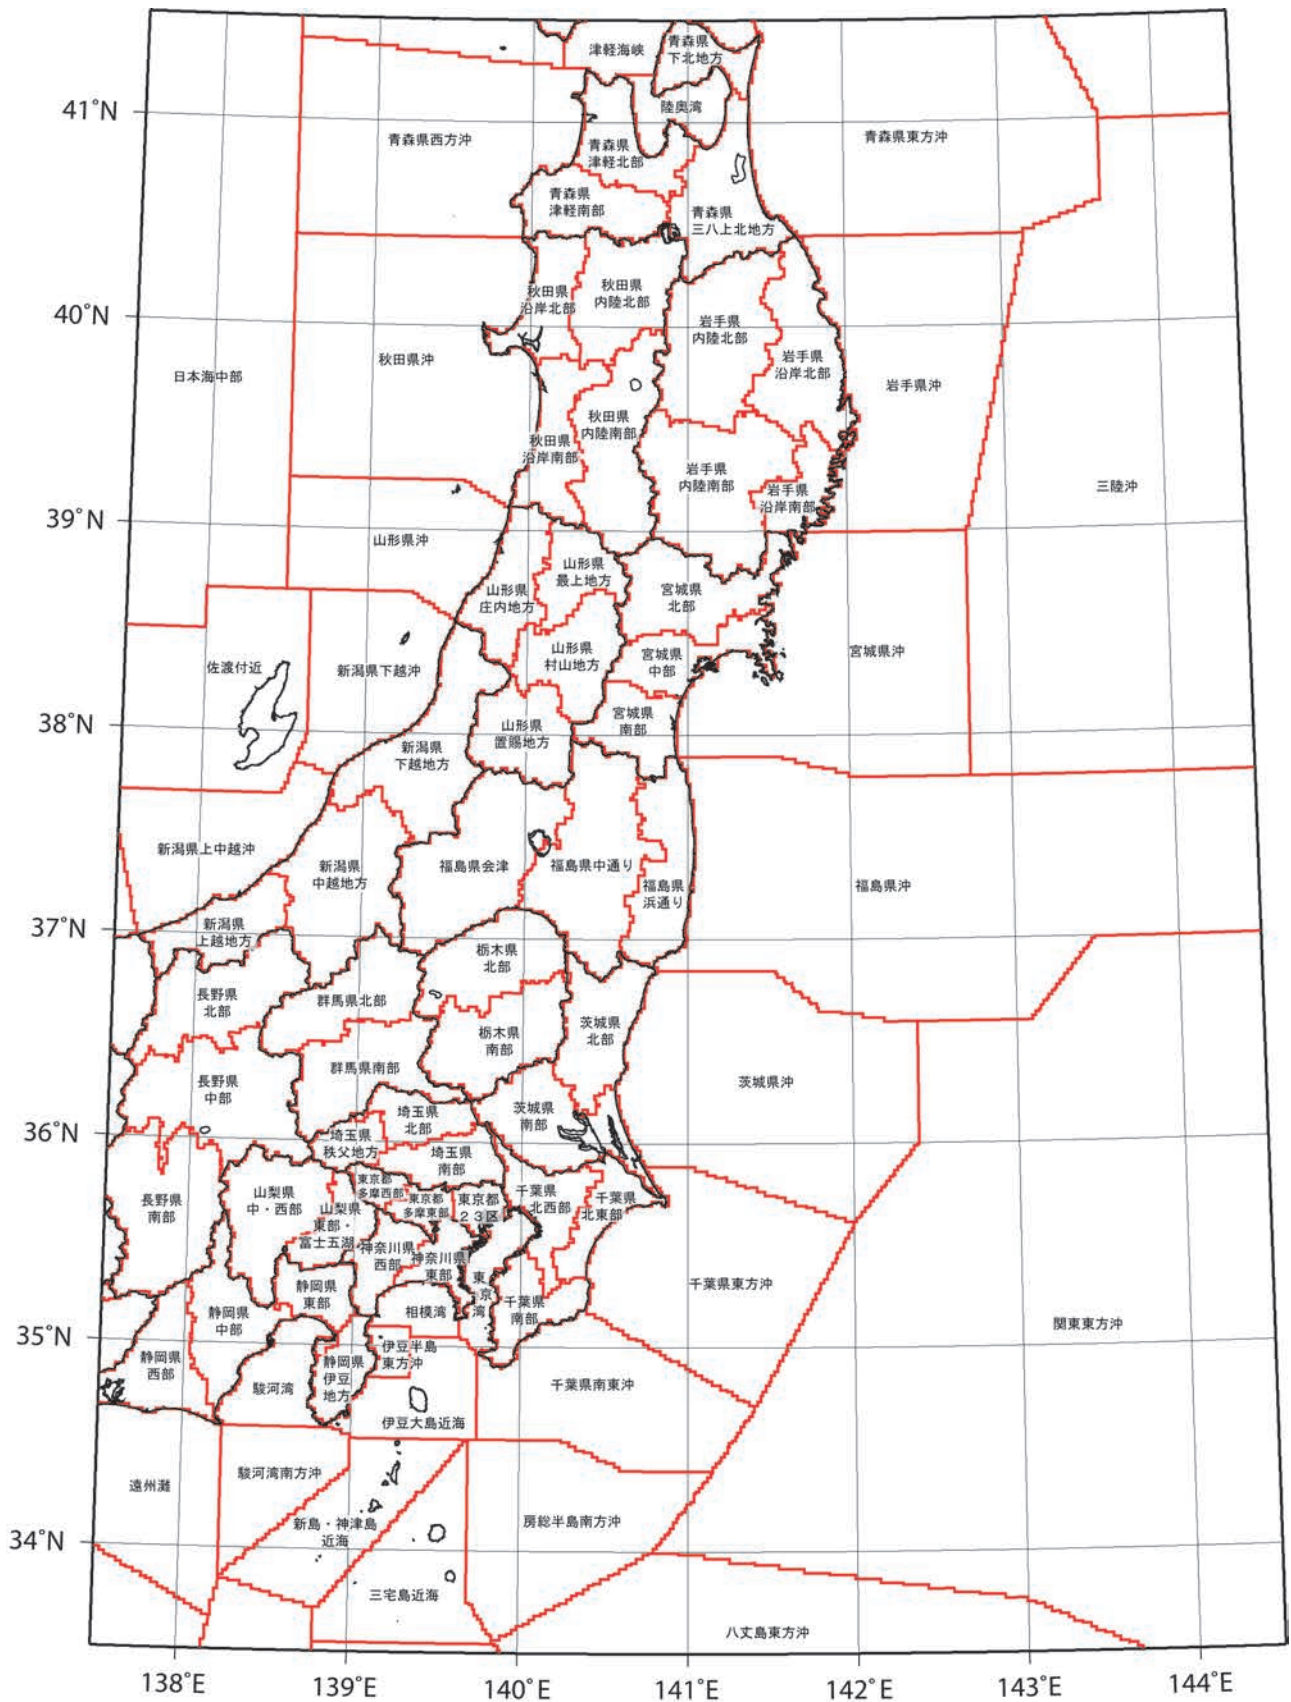 津軽海峡
青森県
下北地方
41°N
陸奥湾
青森県西方沖
青森県
津軽北部
青森県東方沖
青森県
津軽南部
青森県
三八上北地方
秋田県
沿岸北部
秋田県
内陸北部
40°N
岩手県
内陸北部
日本海中部
秋田県沖
岩手県
沿岸北部
岩手県沖
秋田県
内陸南部
秋田県
沿岸南部
岩手県
内陸南部
岩手県
沿岸南部
三陸沖
39°N
山形県沖
山形県
最上地方
山形県
庄内地方
宮城県
北部
佐渡付近
新潟県下越沖
山形県
村山地方
宮城県
中部
宮城県沖
38°N
新潟県
下越地方
山形県
置賜地方
宮城県
南部
新潟県上中越沖
新潟県
中越地方
福島県会津
福島県中通り
福島県
浜通り
福島県沖
37°N
新潟県
上越地方
栃木県
北部
長野県
北部
群馬県北部
栃木県
南部
茨城県
北部
長野県
中部
群馬県南部
茨城県沖
36°N
埼玉県
北部
茨城県
南部
埼玉県
秩父地方
埼玉県
南部
長野県
南部
山梨県
中・西部
山梨県
東部・
富士五湖
東京都
多摩西部
東京都
多摩東部
東京都
２３区
千葉県
北西部
千葉県
北東部
神奈川県
西部
神奈川県
東部
東
京
湾
千葉県東方沖
静岡県
東部
35°N
静岡県
中部
相模湾
千葉県
南部
関東東方沖
静岡県
西部
駿河湾
静岡県
伊豆
地方
伊豆半島
東方沖
千葉県南東沖
伊豆大島近海
遠州灘
駿河湾南方沖
34°N
新島・神津島
近海
房総半島南方沖
三宅島近海
八丈島東方沖
138°E
139°E
140°E
141°E
142°E
143°E
144°E